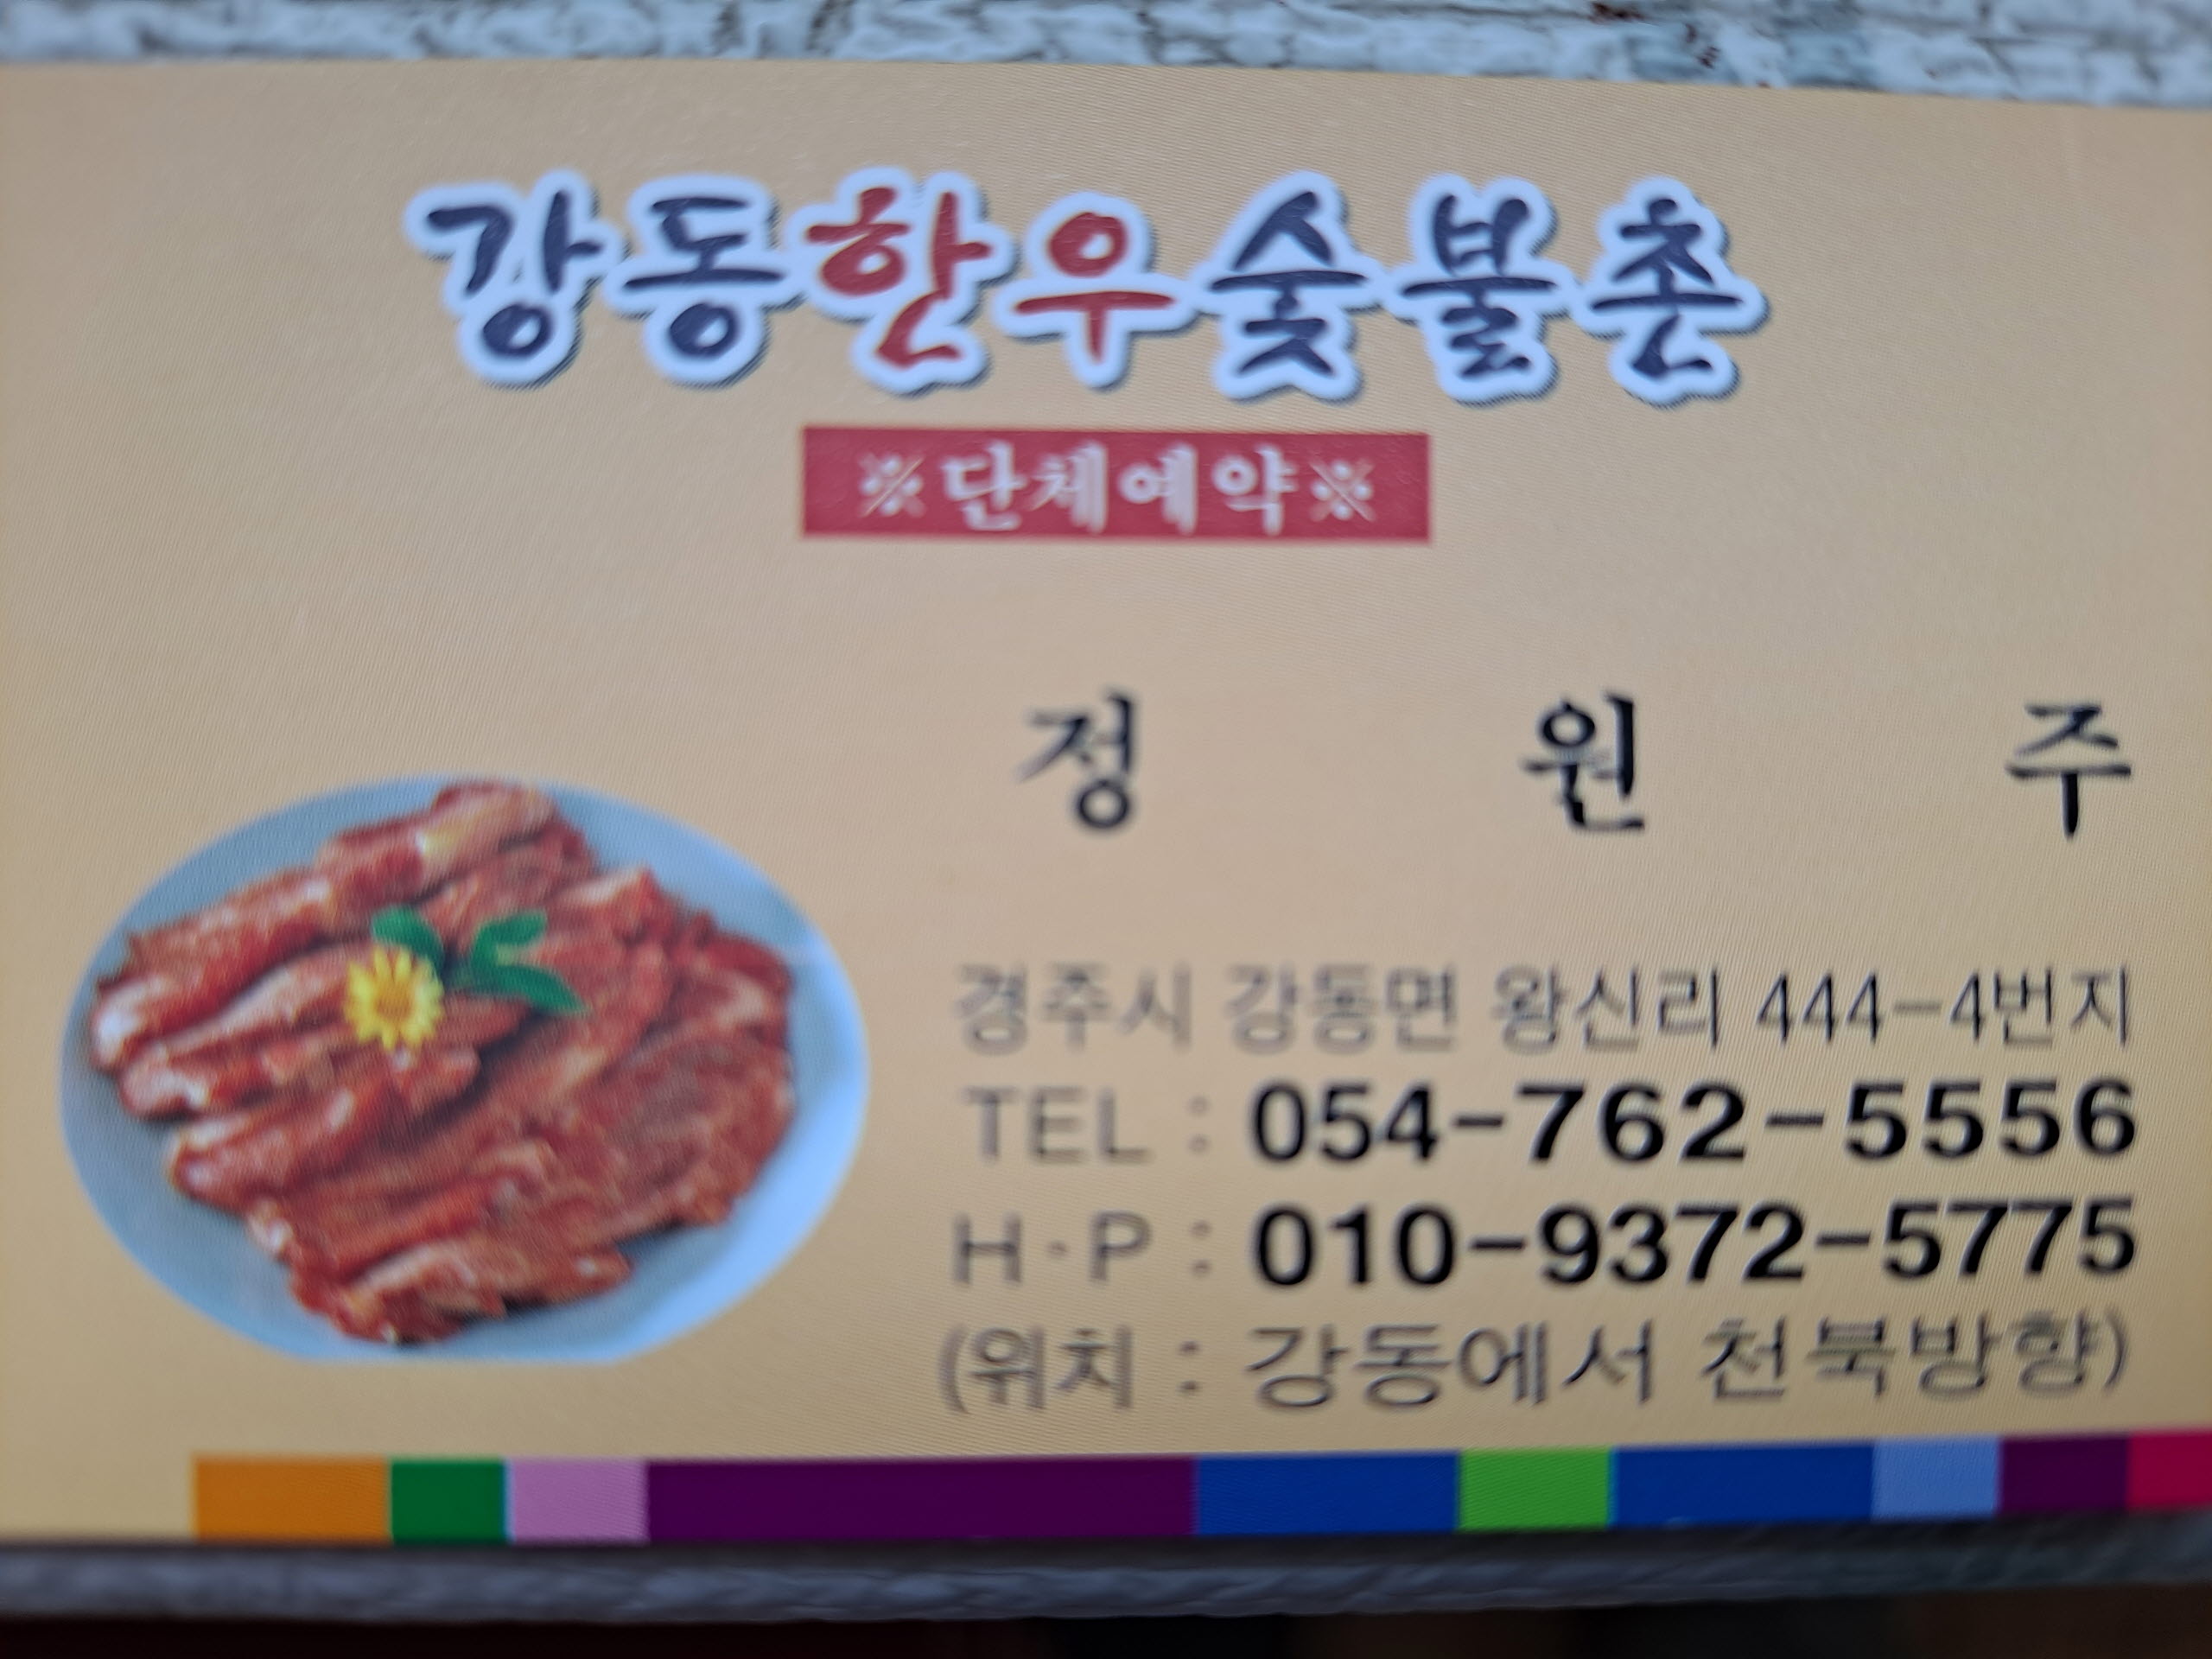 강동한우숯불촌
※단체예약※
정 원 주
경주시 강동면 왕신리 444-4번지
TEL : 054-762-5556
H·P : 010-9372-5775
(위치 : 강동에서 천북방향)